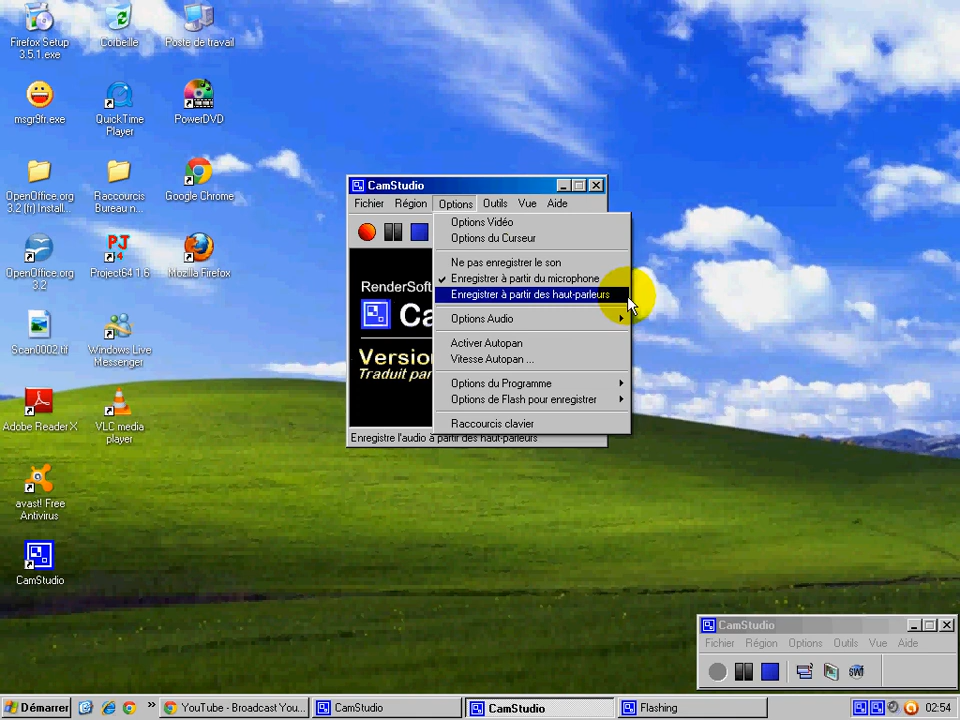 Firefox Setup
3.5.1.exe
Corbeille
Poste de travail
msgr9fr.exe
QuickTime
Player
PowerDVD
OpenOffice.org
3.2 (fr) Install...
Raccourcis
Bureau n...
Google Chrome
OpenOffice.org
3.2
Project64 1.6
Mozilla Firefox
Scan0002.tif
Windows Live
Messenger
Adobe Reader X
VLC media
player
avast! Free
Antivirus
CamStudio
CamStudio
Fichier Région Options Outils Vue Aide
RenderSoft
Ca
Versio
Traduit par
Options Vidéo
Options du Curseur
Ne pas enregistrer le son
Enregistrer à partir du microphone
Enregistrer à partir des haut-parleurs
Options Audio
Activer Autopan
Vitesse Autopan ...
Options du Programme
Options de Flash pour enregistrer
Raccourcis clavier
Enregistre l'audio à partir des haut-parleurs
CamStudio
Fichier Région Options Outils Vue Aide
SWF
Démarrer
YouTube - Broadcast You...
CamStudio
CamStudio
Flashing
02:54